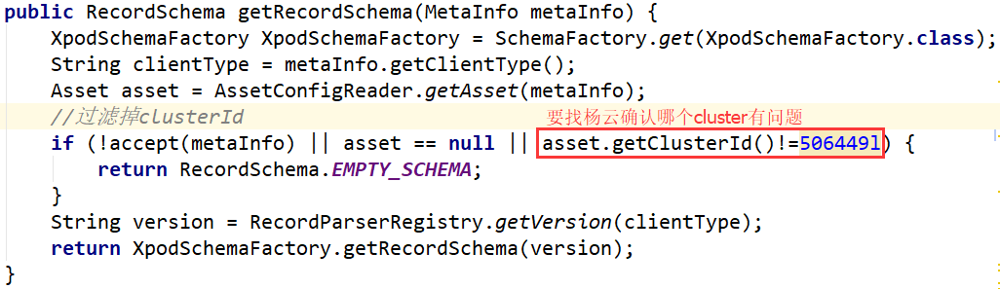 public RecordSchema getRecordSchema(MetaInfo metaInfo) {
    XpodSchemaFactory XpodSchemaFactory = SchemaFactory.get(XpodSchemaFactory.class);
    String clientType = metaInfo.getClientType();
    Asset asset = AssetConfigReader.getAsset(metaInfo);
    //过滤掉clusterId
要找杨云确认哪个cluster有问题
    if (!accept(metaInfo) || asset == null || asset.getClusterId()!=506449l) {
        return RecordSchema.EMPTY_SCHEMA;
    }
    String version = RecordParserRegistry.getVersion(clientType);
    return XpodSchemaFactory.getRecordSchema(version);
}